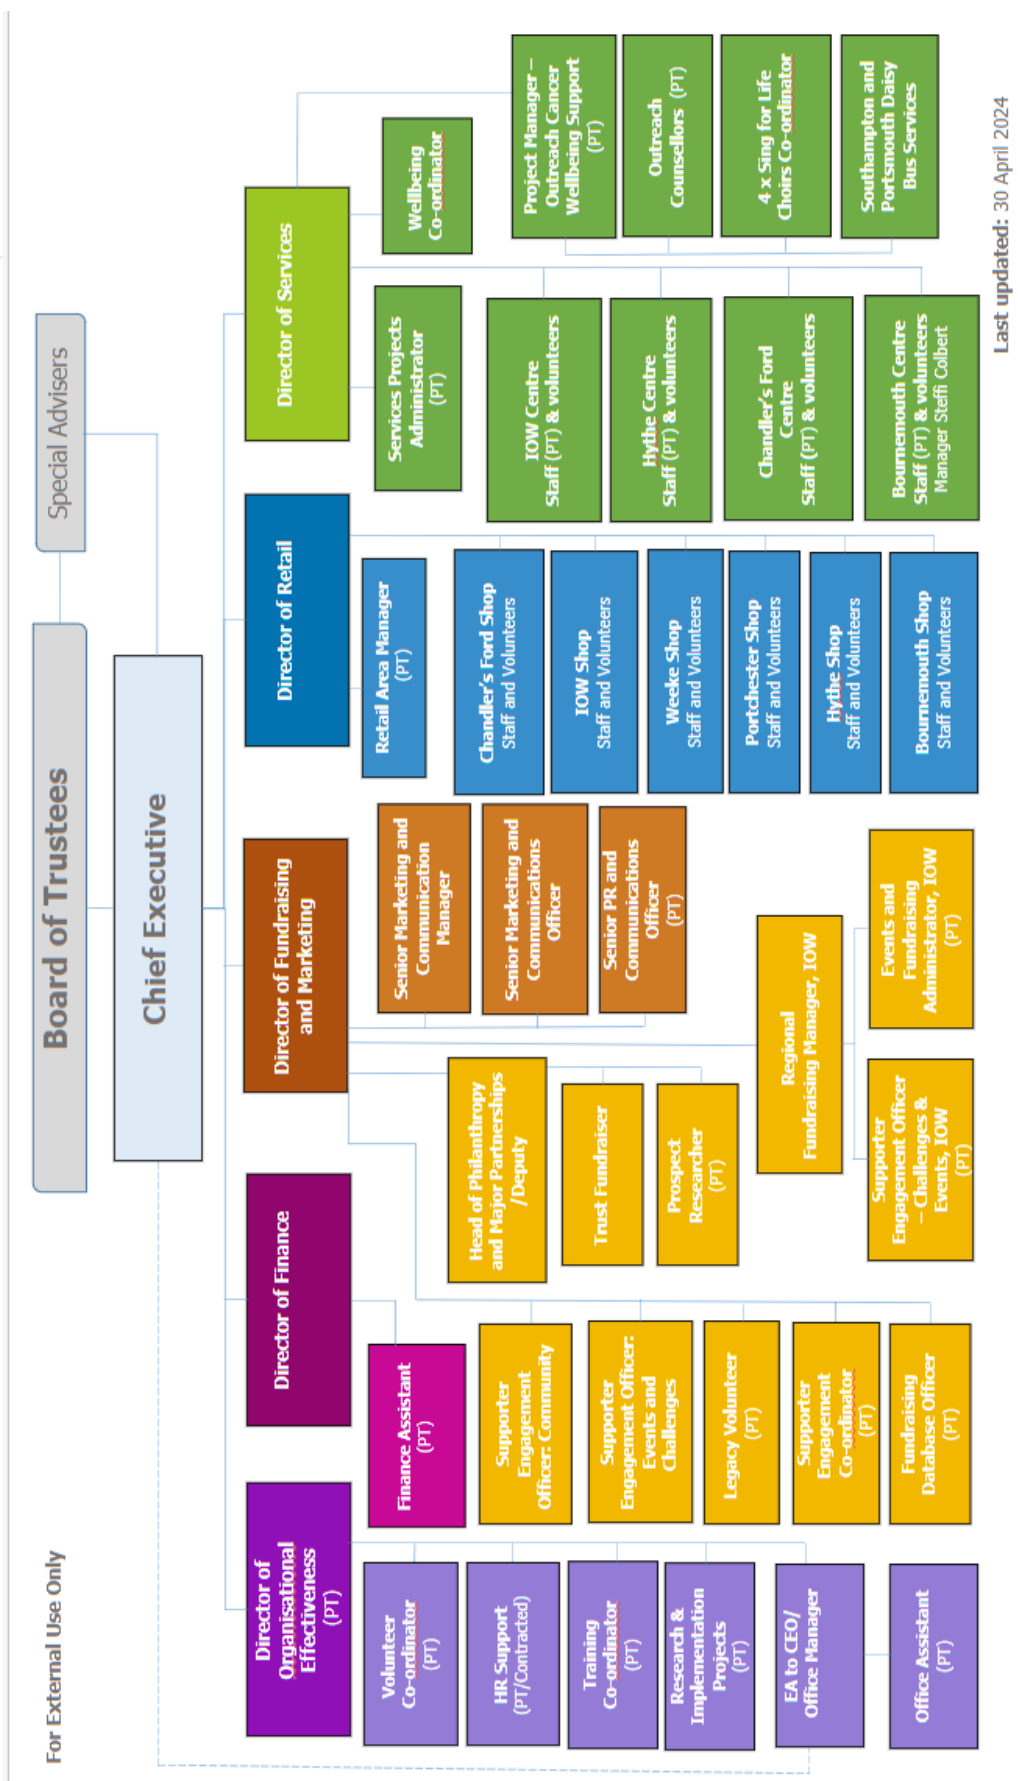 For External Use Only
Board of Trustees
Special Advisers
Chief Executive
Director of
Organisational
Effectiveness
(PT)
Director of Finance
Director of Fundraising
and Marketing
Director of Retail
Director of Services
Volunteer
Co-ordinator
(PT)
HR Support
(PT/Contracted)
Training
Co-ordinator
(PT)
Research &
Implementation
Projects
(PT)
EA to CEO/
Office Manager
Office Assistant
(PT)
Finance Assistant
(PT)
Supporter
Engagement
Officer: Community
Supporter
Engagement Officer:
Events and
Challenges
Legacy Volunteer
(PT)
Supporter
Engagement
Co-ordinator
(PT)
Fundraising
Database Officer
(PT)
Head of Philanthropy
and Major Partnerships
/Deputy
Trust Fundraiser
Prospect
Researcher
(PT)
Senior Marketing and
Communication
Manager
Senior Marketing and
Communications
Officer
Senior PR and
Communications
Officer
(PT)
Regional
Fundraising Manager, IOW
Supporter
Engagement Officer
– Challenges &
Events, IOW
(PT)
Events and
Fundraising
Administrator, IOW
(PT)
Retail Area Manager
(PT)
Chandler's Ford Shop
Staff and Volunteers
IOW Shop
Staff and Volunteers
Weeke Shop
Staff and Volunteers
Portchester Shop
Staff and Volunteers
Hythe Shop
Staff and Volunteers
Bournemouth Shop
Staff and Volunteers
Services Projects
Administrator
(PT)
Wellbeing
Co-ordinator
IOW Centre
Staff (PT) & volunteers
Hythe Centre
Staff (PT) & volunteers
Chandler's Ford
Centre
Staff (PT) & volunteers
Bournemouth Centre
Staff (PT) & volunteers
Manager Steffi Colbert
Project Manager –
Outreach Cancer
Wellbeing Support
(PT)
Outreach
Counsellors (PT)
4 x Sing for Life
Choirs Co-ordinator
Southampton and
Portsmouth Daisy
Bus Services
Last updated: 30 April 2024